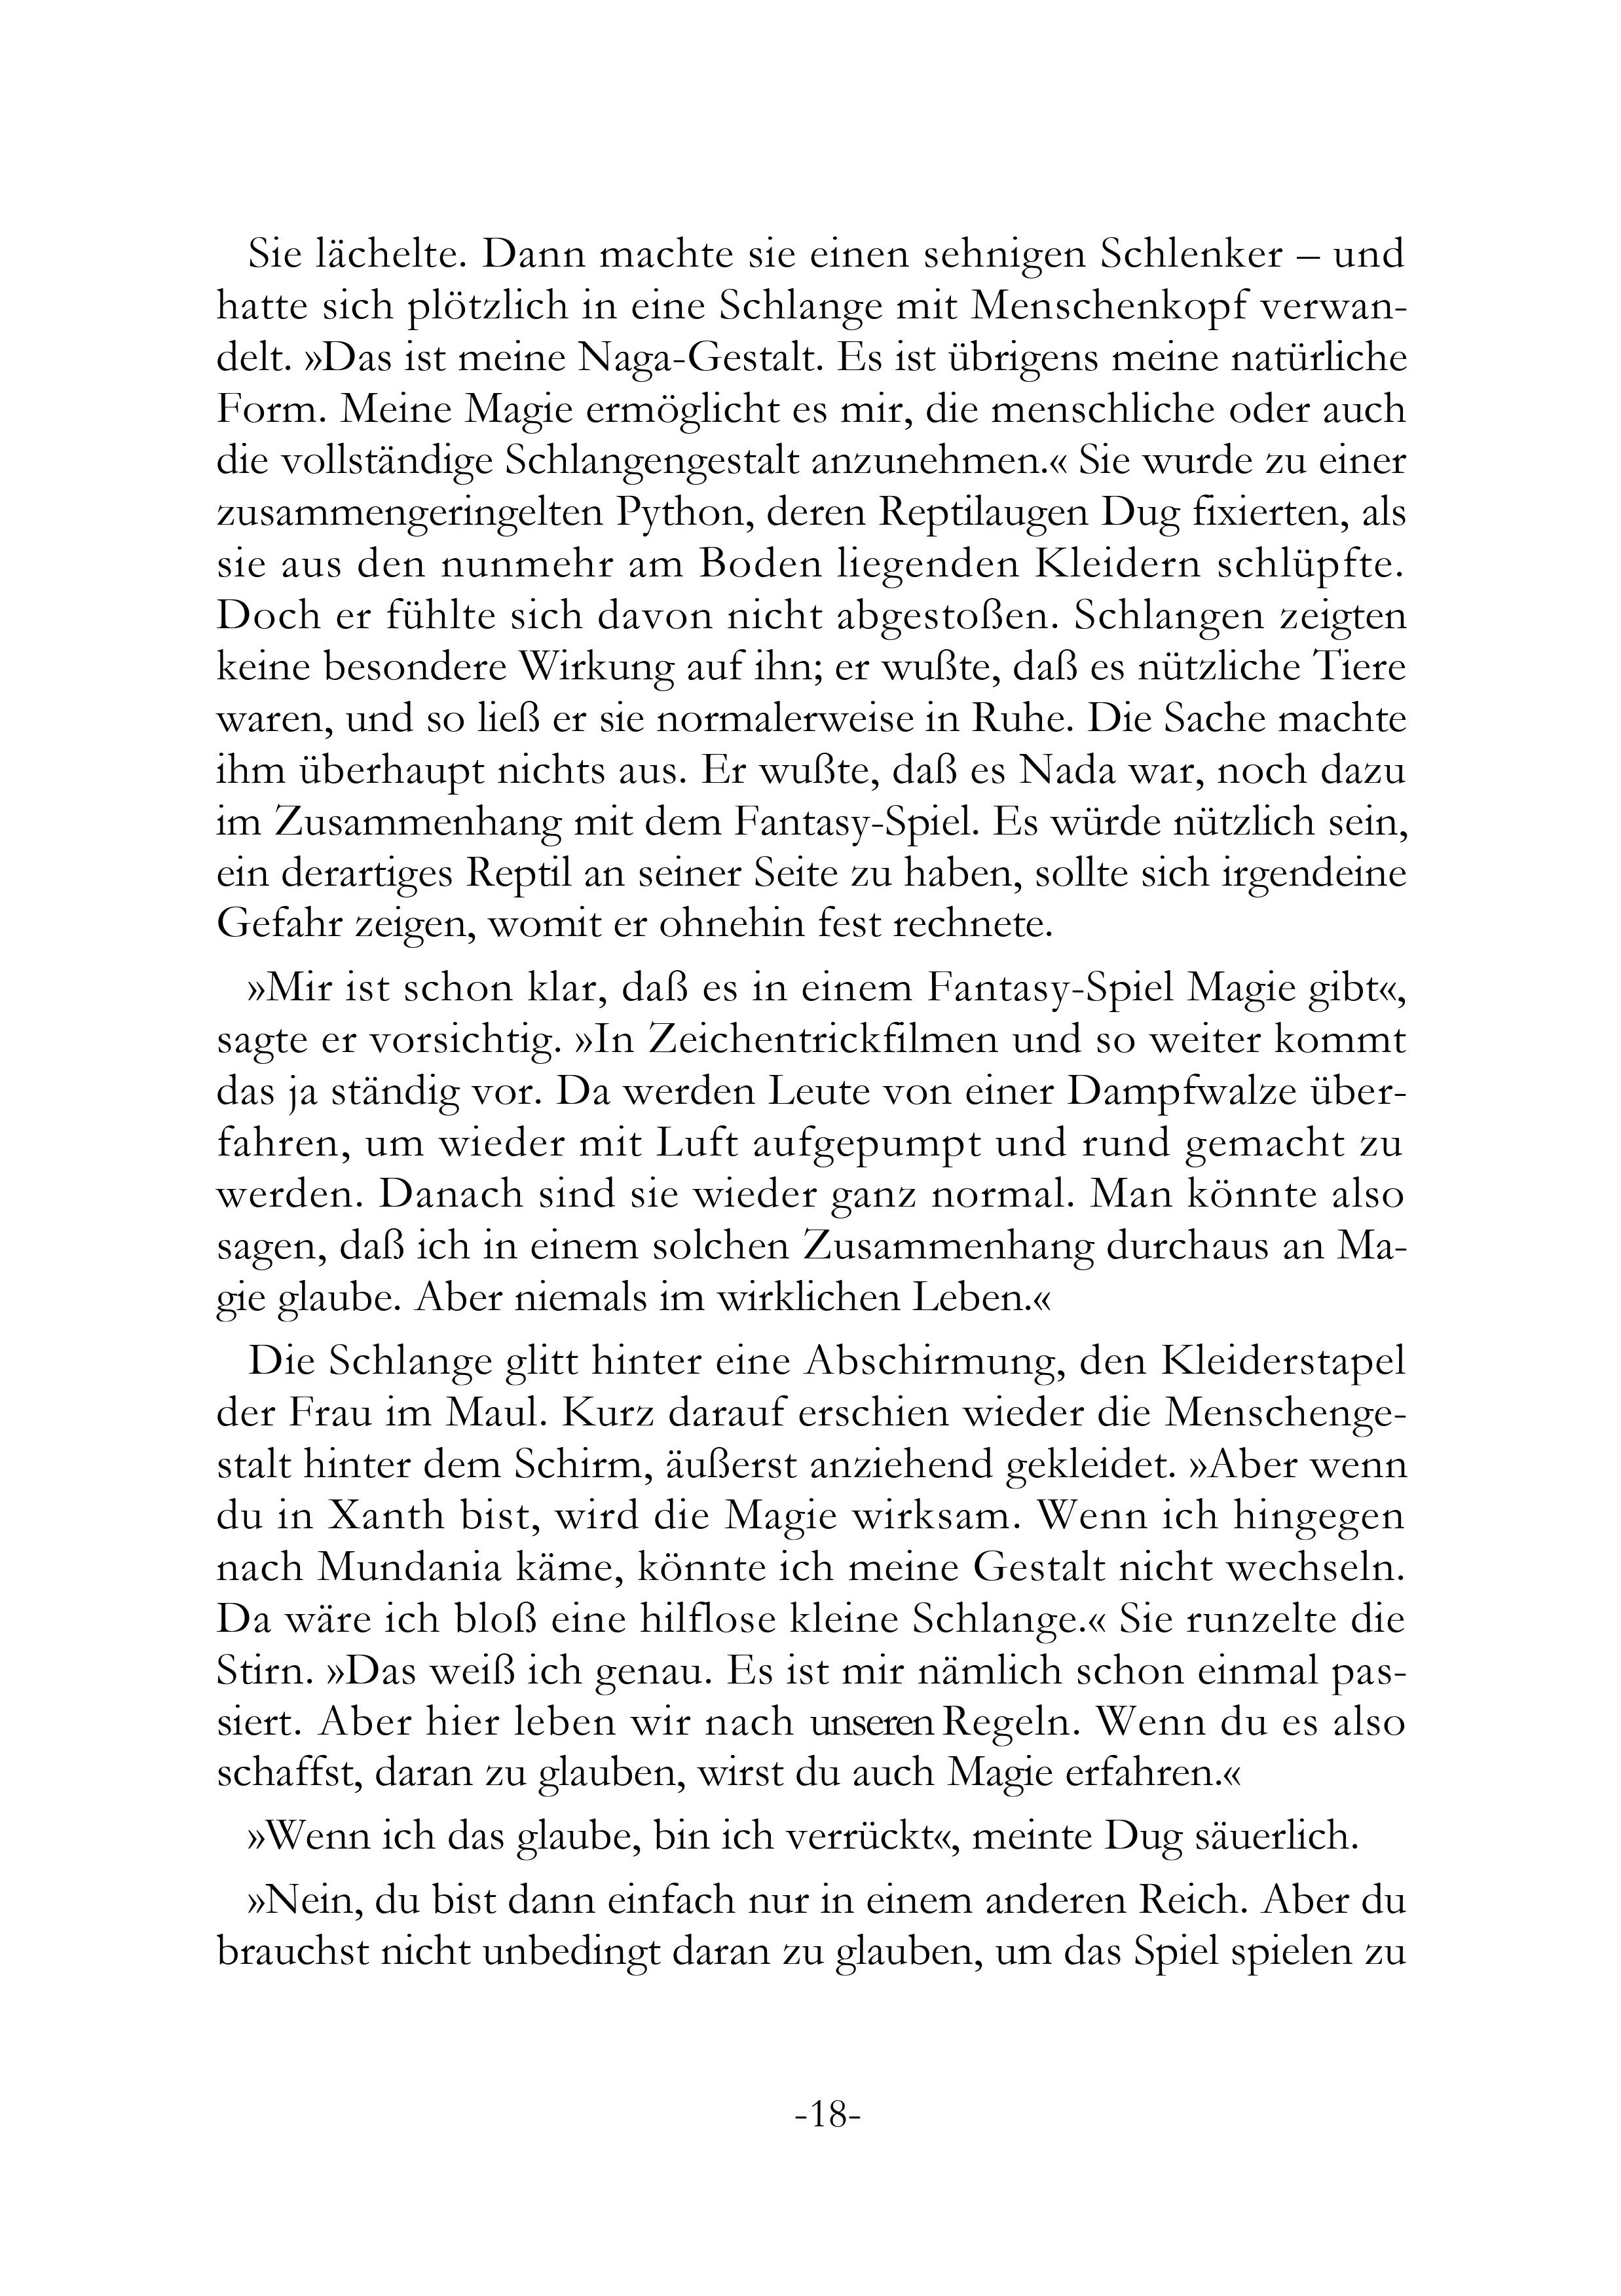 Sie lächelte. Dann machte sie einen sehnigen Schlenker – und
hatte sich plötzlich in eine Schlange mit Menschenkopf verwan-
delt. »Das ist meine Naga-Gestalt. Es ist übrigens meine natürliche
Form. Meine Magie ermöglicht es mir, die menschliche oder auch
die vollständige Schlangengestalt anzunehmen.« Sie wurde zu einer
zusammengeringelten Python, deren Reptilaugen Dug fixierten, als
sie aus den nunmehr am Boden liegenden Kleidern schlüpfte.
Doch er fühlte sich davon nicht abgestoßen. Schlangen zeigten
keine besondere Wirkung auf ihn; er wußte, daß es nützliche Tiere
waren, und so ließ er sie normalerweise in Ruhe. Die Sache machte
ihm überhaupt nichts aus. Er wußte, daß es Nada war, noch dazu
im Zusammenhang mit dem Fantasy-Spiel. Es würde nützlich sein,
ein derartiges Reptil an seiner Seite zu haben, sollte sich irgendeine
Gefahr zeigen, womit er ohnehin fest rechnete.
»Mir ist schon klar, daß es in einem Fantasy-Spiel Magie gibt«,
sagte er vorsichtig. »In Zeichentrickfilmen und so weiter kommt
das ja ständig vor. Da werden Leute von einer Dampfwalze über-
fahren, um wieder mit Luft aufgepumpt und rund gemacht zu
werden. Danach sind sie wieder ganz normal. Man könnte also
sagen, daß ich in einem solchen Zusammenhang durchaus an Ma-
gie glaube. Aber niemals im wirklichen Leben.«
Die Schlange glitt hinter eine Abschirmung, den Kleiderstapel
der Frau im Maul. Kurz darauf erschien wieder die Menschenge-
stalt hinter dem Schirm, äußerst anziehend gekleidet. »Aber wenn
du in Xanth bist, wird die Magie wirksam. Wenn ich hingegen
nach Mundania käme, könnte ich meine Gestalt nicht wechseln.
Da wäre ich bloß eine hilflose kleine Schlange.« Sie runzelte die
Stirn. »Das weiß ich genau. Es ist mir nämlich schon einmal pas-
siert. Aber hier leben wir nach unseren Regeln. Wenn du es also
schaffst, daran zu glauben, wirst du auch Magie erfahren.«
»Wenn ich das glaube, bin ich verrückt«, meinte Dug säuerlich.
»Nein, du bist dann einfach nur in einem anderen Reich. Aber du
brauchst nicht unbedingt daran zu glauben, um das Spiel spielen zu
-18-